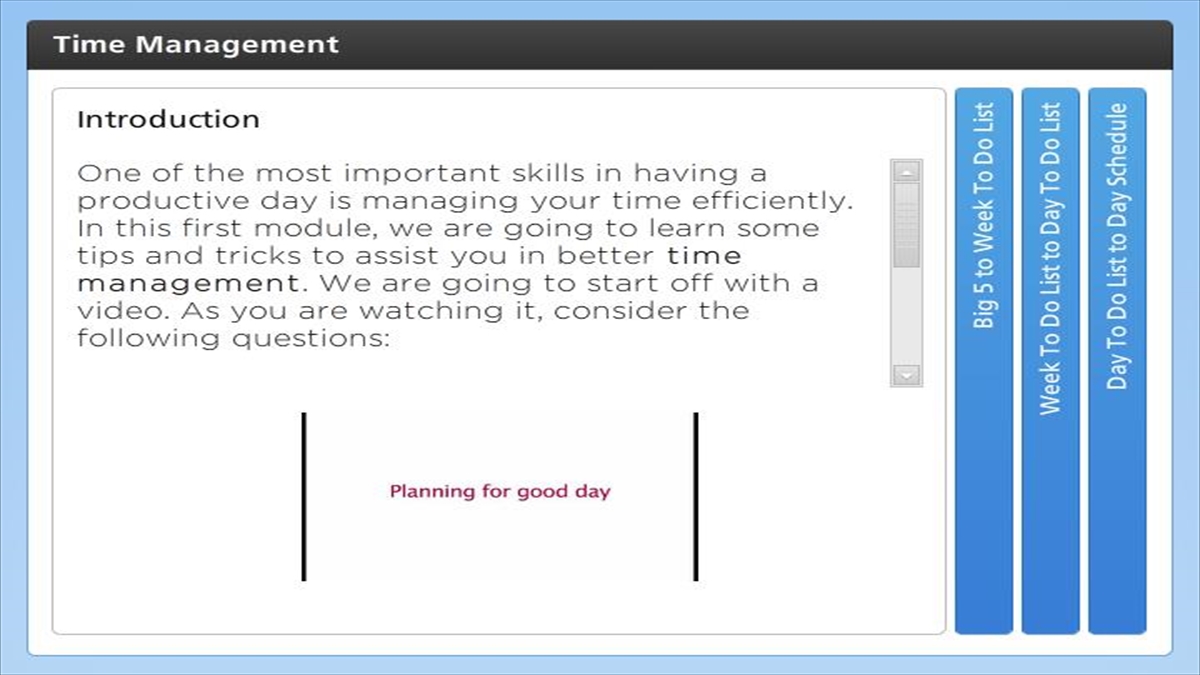 Time Management
Introduction
One of the most important skills in having a
productive day is managing your time efficiently.
In this first module, we are going to learn some
tips and tricks to assist you in better time
management. We are going to start off with a
video. As you are watching it, consider the
following questions:
Planning for good day
Big 5 to Week To Do List
Week To Do List to Day To Do List
Day To Do List to Day Schedule